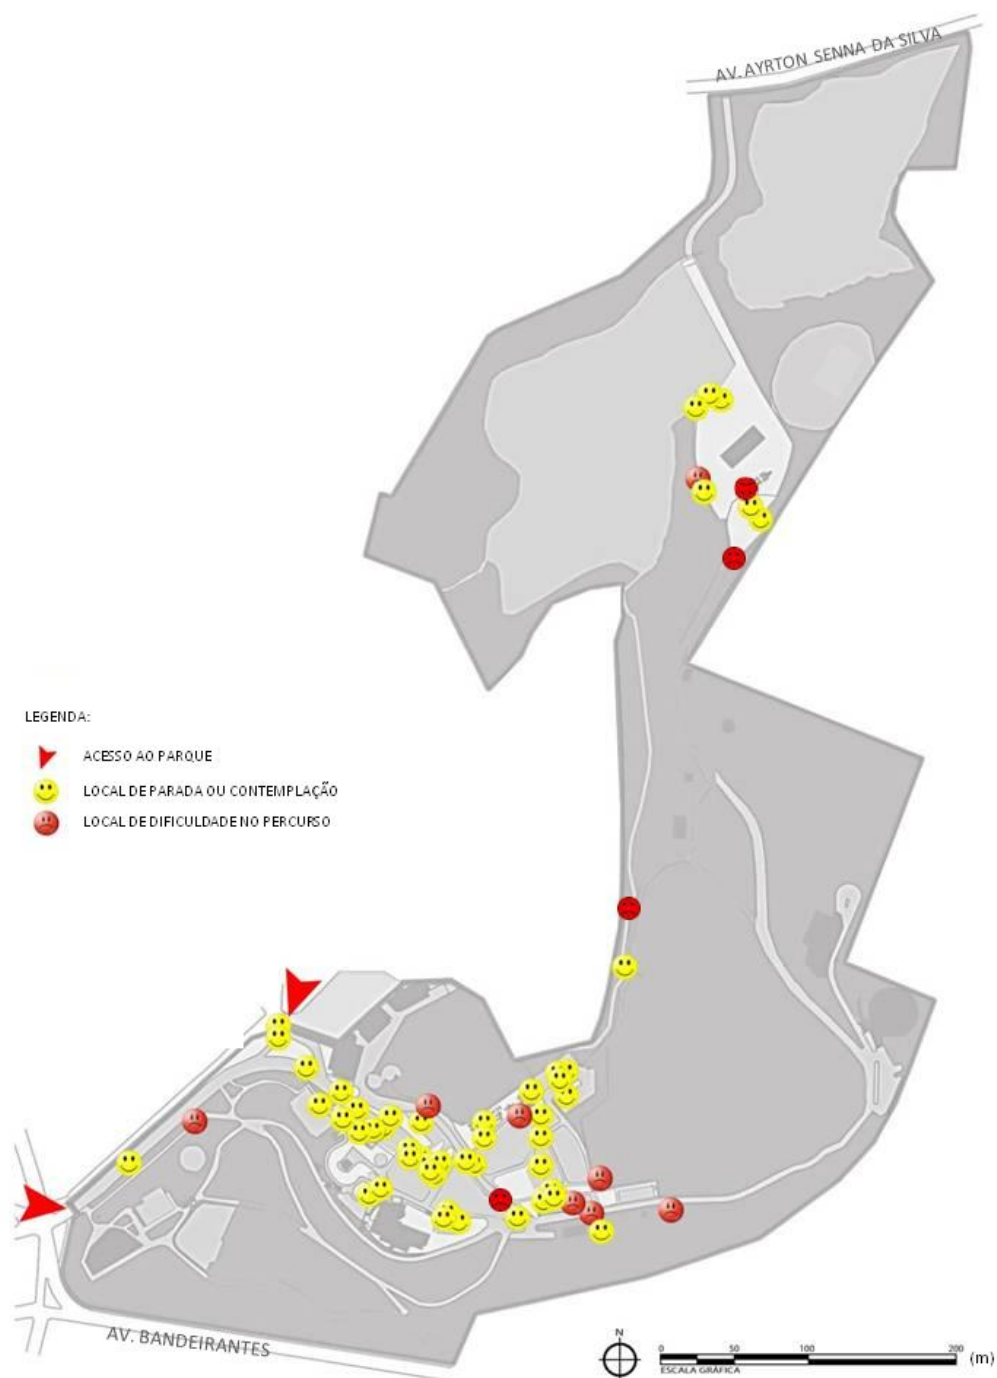 AV. AYRTON SENNA DA SILVA
LEGENDA:
ACESSO AO PARQUE
LOCAL DE PARADA OU CONTEMPLAÇÃO
LOCAL DE DIFICULDADE NO PERCURSO
AV. BANDEIRANTES
N
0 50 100 200 (m)
ESCALA GRÁFICA